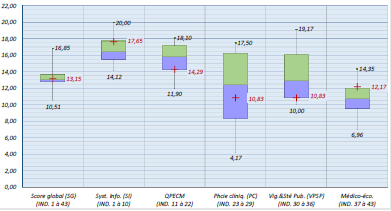 22,00
20,00
18,00
16,00
14,00
12,00
10,00
8,00
6,00
4,00
2,00
0,00
16,85
13,15
10,51
20,00
17,65
14,12
18,10
14,29
11,90
17,50
10,83
4,17
19,17
10,83
10,00
14,35
12,17
6,96
Score global (SG)
(IND. 1 à 43)
Syst. Info. (SI)
(IND. 1 à 10)
QPECM
(IND. 11 à 22)
Phcie cliniq. (PC)
(IND. 23 à 29)
Vig.&Sté Pub. (VPSP)
(IND. 30 à 36)
Médico-éco.
(IND. 37 à 43)